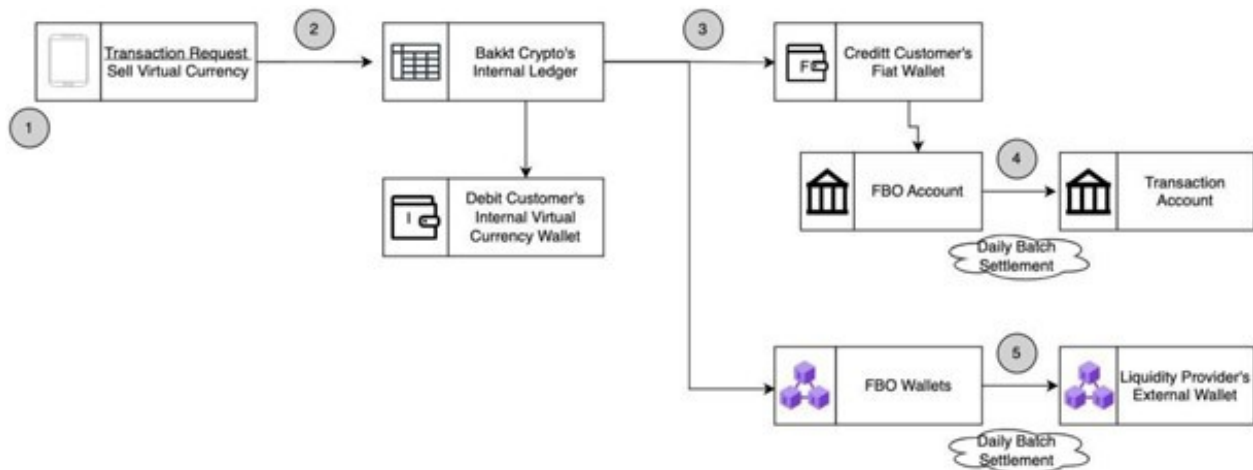 2
3
Transaction Request
Sell Virtual Currency
Bakkt Crypto's
Internal Ledger
F
Creditt Customer's
Fiat Wallet
1
4
FBO Account
Transaction
Account
I
Debit Customer's
Internal Virtual
Currency Wallet
Daily Batch
Settlement
5
FBO Wallets
Liquidity Provider's
External Wallet
Daily Batch
Settlement